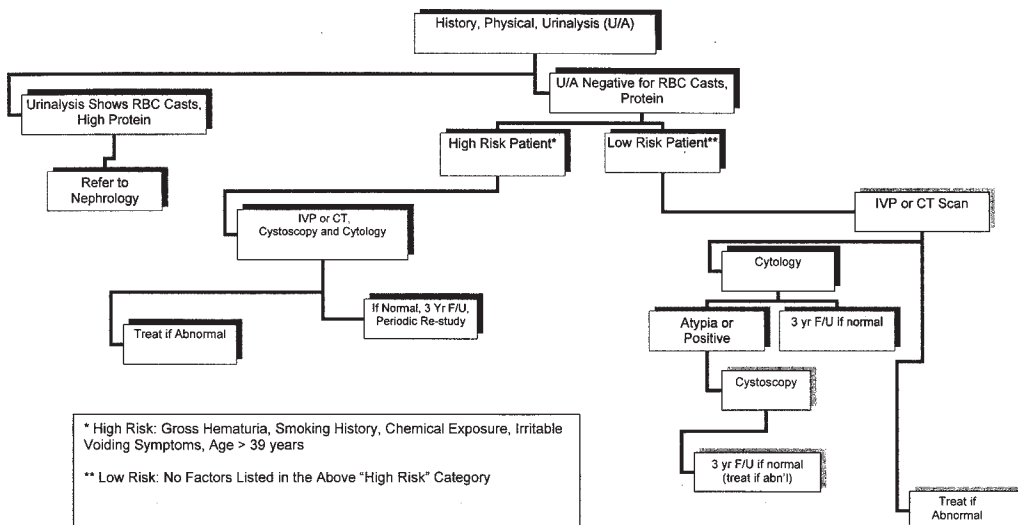 History, Physical, Urinalysis (U/A)
U/A Negative for RBC Casts,
Protein
Urinalysis Shows RBC Casts,
High Protein
High Risk Patient*
Low Risk Patient**
Refer to
Nephrology
IVP or CT,
Cystoscopy and Cytology
IVP or CT Scan
Cytology
If Normal, 3 Yr F/U,
Periodic Re-study
Treat if Abnormal
Atypia or
Positive
3 yr F/U if normal
Cystoscopy
* High Risk: Gross Hematuria, Smoking History, Chemical Exposure, Irritable
Voiding Symptoms, Age > 39 years
** Low Risk: No Factors Listed in the Above "High Risk" Category
3 yr F/U if normal
(treat if abn'l)
Treat if
Abnormal